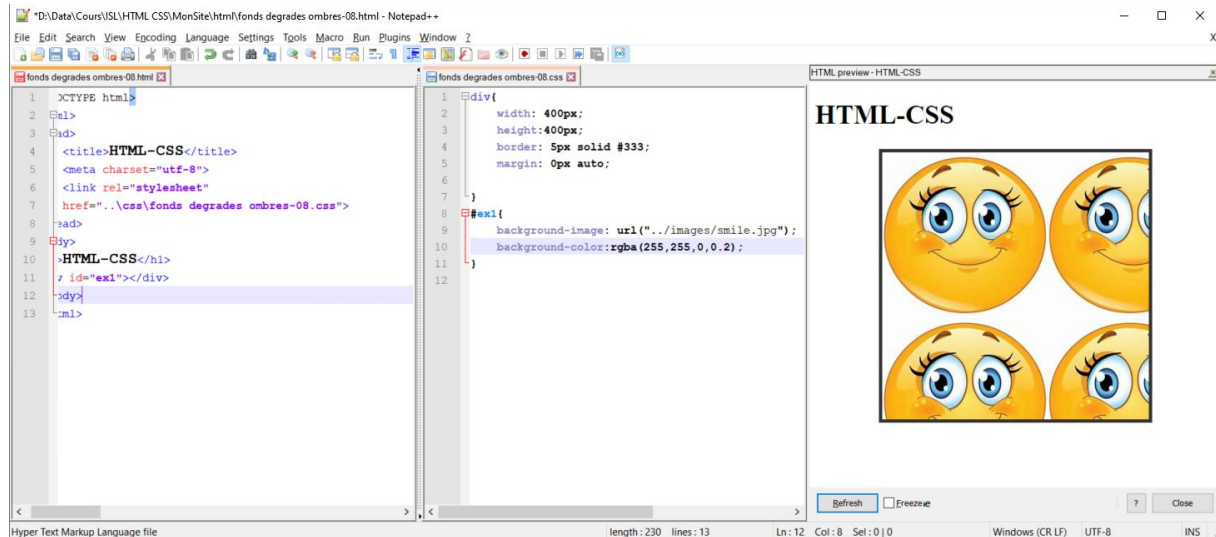 *D:\Data\Cours\ISL\HTML CSS\MonSite\html\fonds degrades ombres-08.html - Notepad++
File Edit Search View Encoding Language Settings Tools Macro Run Plugins Window ? X
fonds degrades ombres-08.html
1 OCTYPE html>
2 ml>
3 ad>
4 <title>HTML-CSS</title>
5 <meta charset="utf-8">
6 <link rel="stylesheet"
7 href="..\css\fonds degrades ombres-08.css">
8 ead>
9 dy>
10 >HTML-CSS</h1>
11 v id="ex1"></div>
12 ody>
13 tml>
fonds degrades ombres-08.css
1 div{
2 width: 400px;
3 height:400px;
4 border: 5px solid #333;
5 margin: 0px auto;
6
7 }
8 #ex1{
9 background-image: url("../images/smile.jpg");
10 background-color:rgba(255,255,0,0.2);
11 }
12
HTML preview - HTML-CSS
HTML-CSS
Refresh Freeze ? Close
Hyper Text Markup Language file length : 230 lines : 13 Ln : 12 Col : 8 Sel : 0 | 0 Windows (CR LF) UTF-8 INS